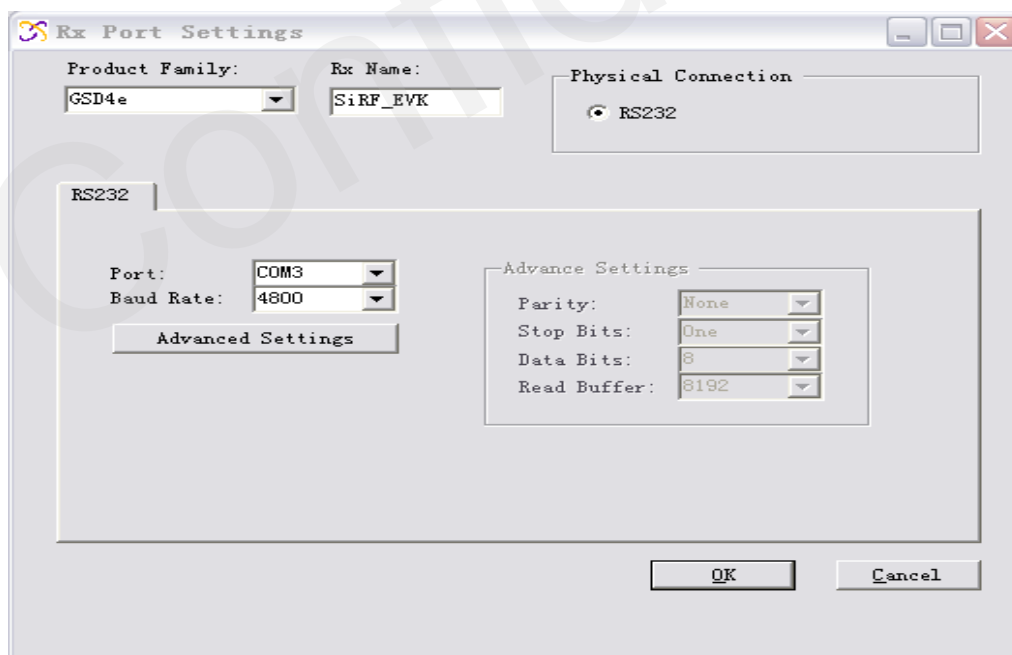 Rx Port Settings
Product Family:
GSD4e
Rx Name:
SiRF_EVK
Physical Connection
RS232
RS232
Port:
COM3
Baud Rate:
4800
Advanced Settings
Advance Settings
Parity:
None
Stop Bits:
One
Data Bits:
8
Read Buffer:
8192
OK
Cancel